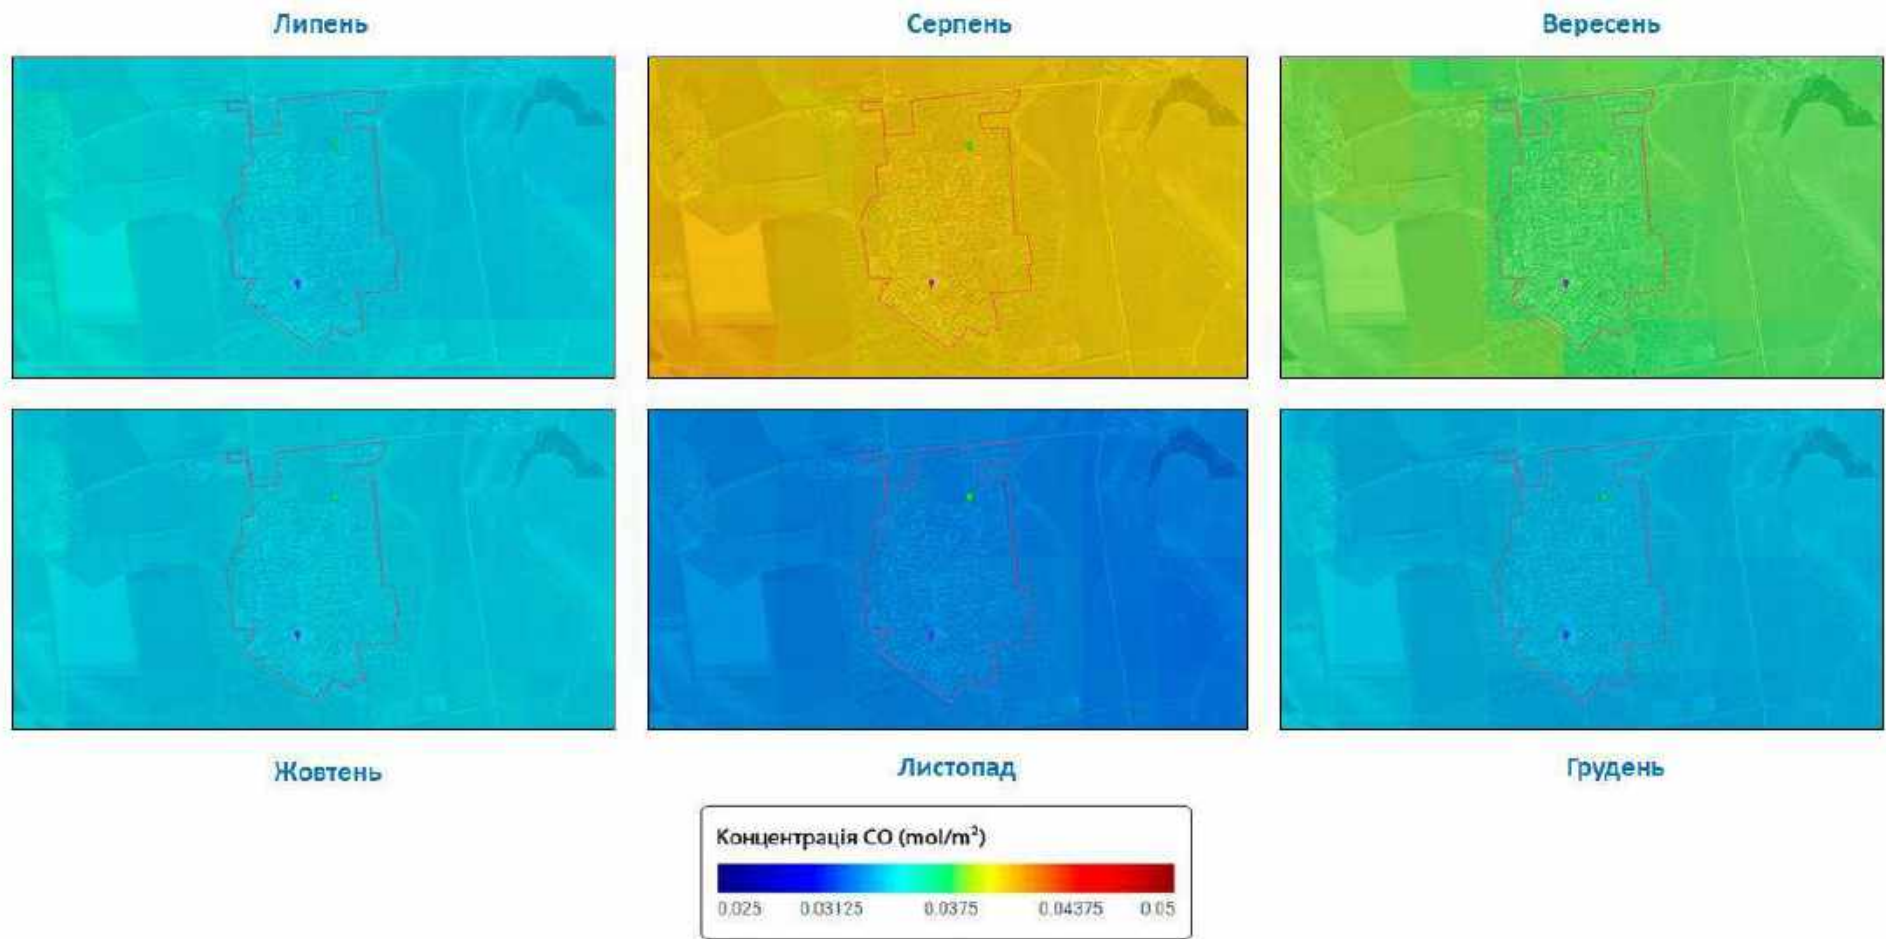 Липень
Серпень
Вересень
Жовтень
Листопад
Грудень
Концентрація CO (mol/m²)
0.025 0.03125 0.0375 0.04375 0.05